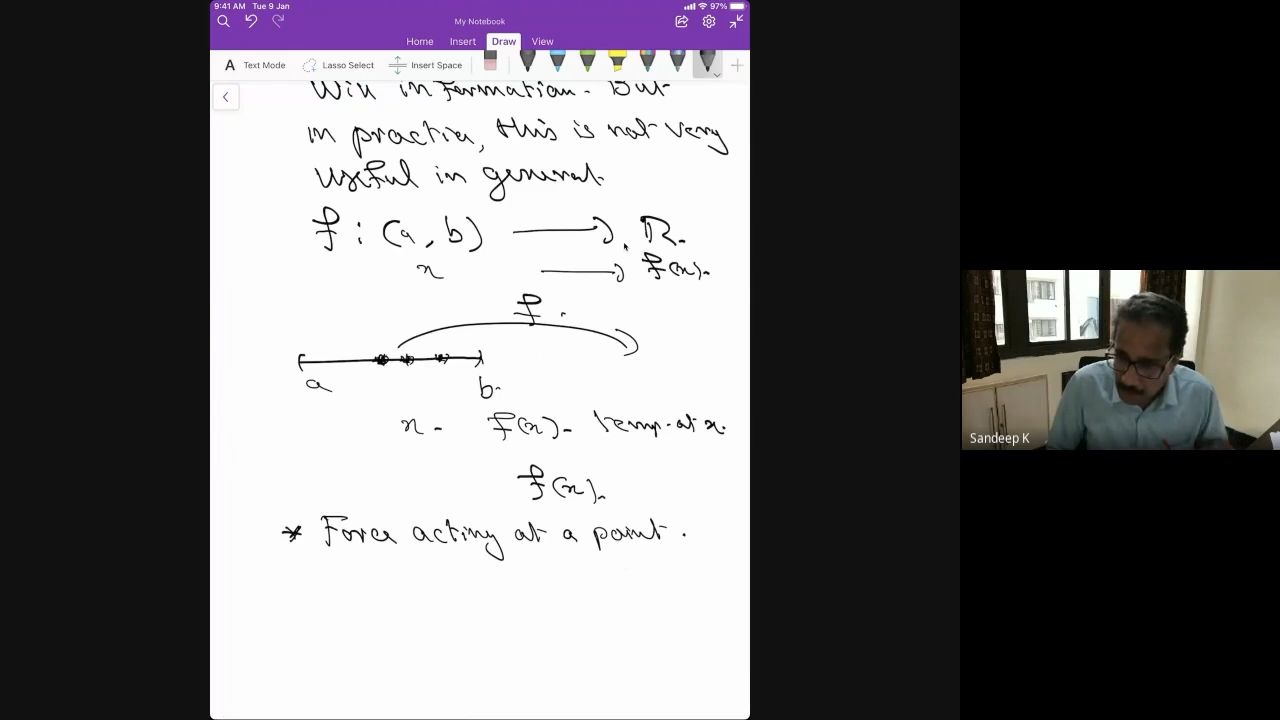 9:41 AM Tue 9 Jan
97%
My Notebook
Home Insert Draw View
A Text Mode Lasso Select Insert Space
Will information. But
in practice, this is not very
useful in general.
f : (a, b) → R.
x → f(x).
f.
a b.
x. f(x). temp. at x.
f(x).
* Force acting at a point.
Sandeep K